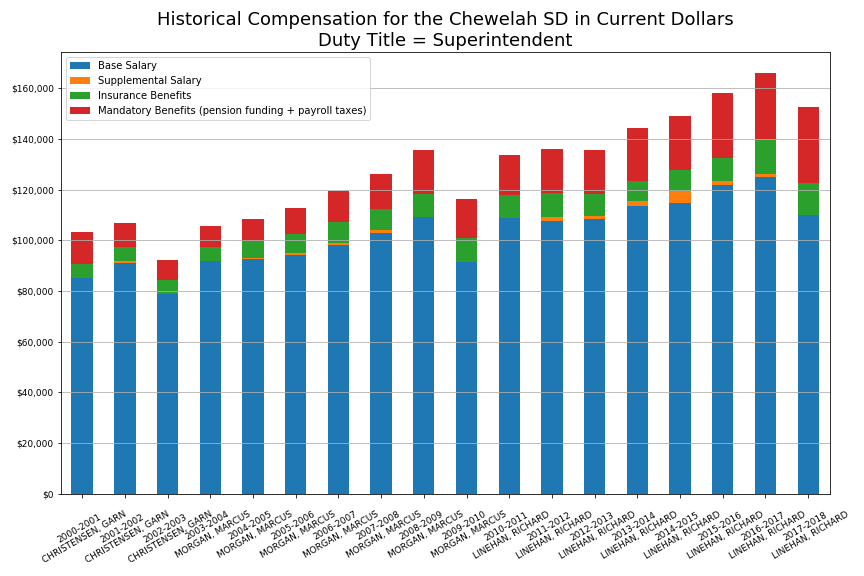 Historical Compensation for the Chewelah SD in Current Dollars
Duty Title = Superintendent
Base Salary
Supplemental Salary
Insurance Benefits
Mandatory Benefits (pension funding + payroll taxes)
$160,000
$140,000
$120,000
$100,000
$80,000
$60,000
$40,000
$20,000
$0
2000-2001
CHRISTENSEN, GARN
2001-2002
CHRISTENSEN, GARN
2002-2003
CHRISTENSEN, GARN
2003-2004
MORGAN, MARCUS
2004-2005
MORGAN, MARCUS
2005-2006
MORGAN, MARCUS
2006-2007
MORGAN, MARCUS
2007-2008
MORGAN, MARCUS
2008-2009
MORGAN, MARCUS
2009-2010
MORGAN, MARCUS
2010-2011
LINEHAN, RICHARD
2011-2012
LINEHAN, RICHARD
2012-2013
LINEHAN, RICHARD
2013-2014
LINEHAN, RICHARD
2014-2015
LINEHAN, RICHARD
2015-2016
LINEHAN, RICHARD
2016-2017
LINEHAN, RICHARD
2017-2018
LINEHAN, RICHARD